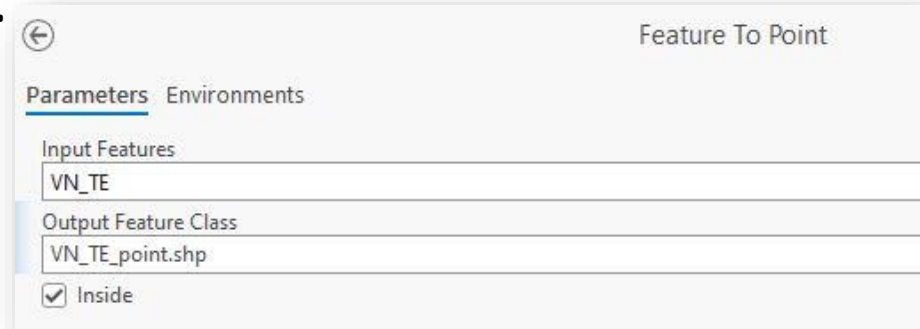 Feature To Point
Parameters Environments
Input Features
VN_TE
Output Feature Class
VN_TE_point.shp
Inside